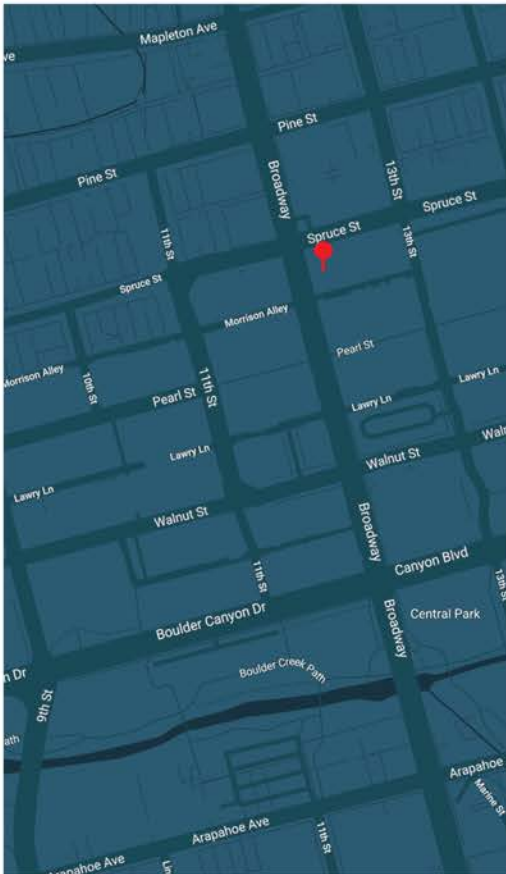 Mapleton Ave
ve
Pine St
Pine St
Broadway
13th St
Spruce St
Spruce St
11th St
13th St
Spruce St
Morrison Alley
Pearl St
Morrison Alley
10th St
11th St
Pearl St
Lawry Ln
Lawry Ln
Lawry Ln
Lawry Ln
Walnut St
Waln
Walnut St
Broadway
Canyon Blvd
11th St
13th St
Boulder Canyon Dr
Broadway
Central Park
Boulder Creek Path
n Dr
9th St
ath
Arapahoe
Marine St
Arapahoe Ave
11th St
Arapahoe Ave
Lin